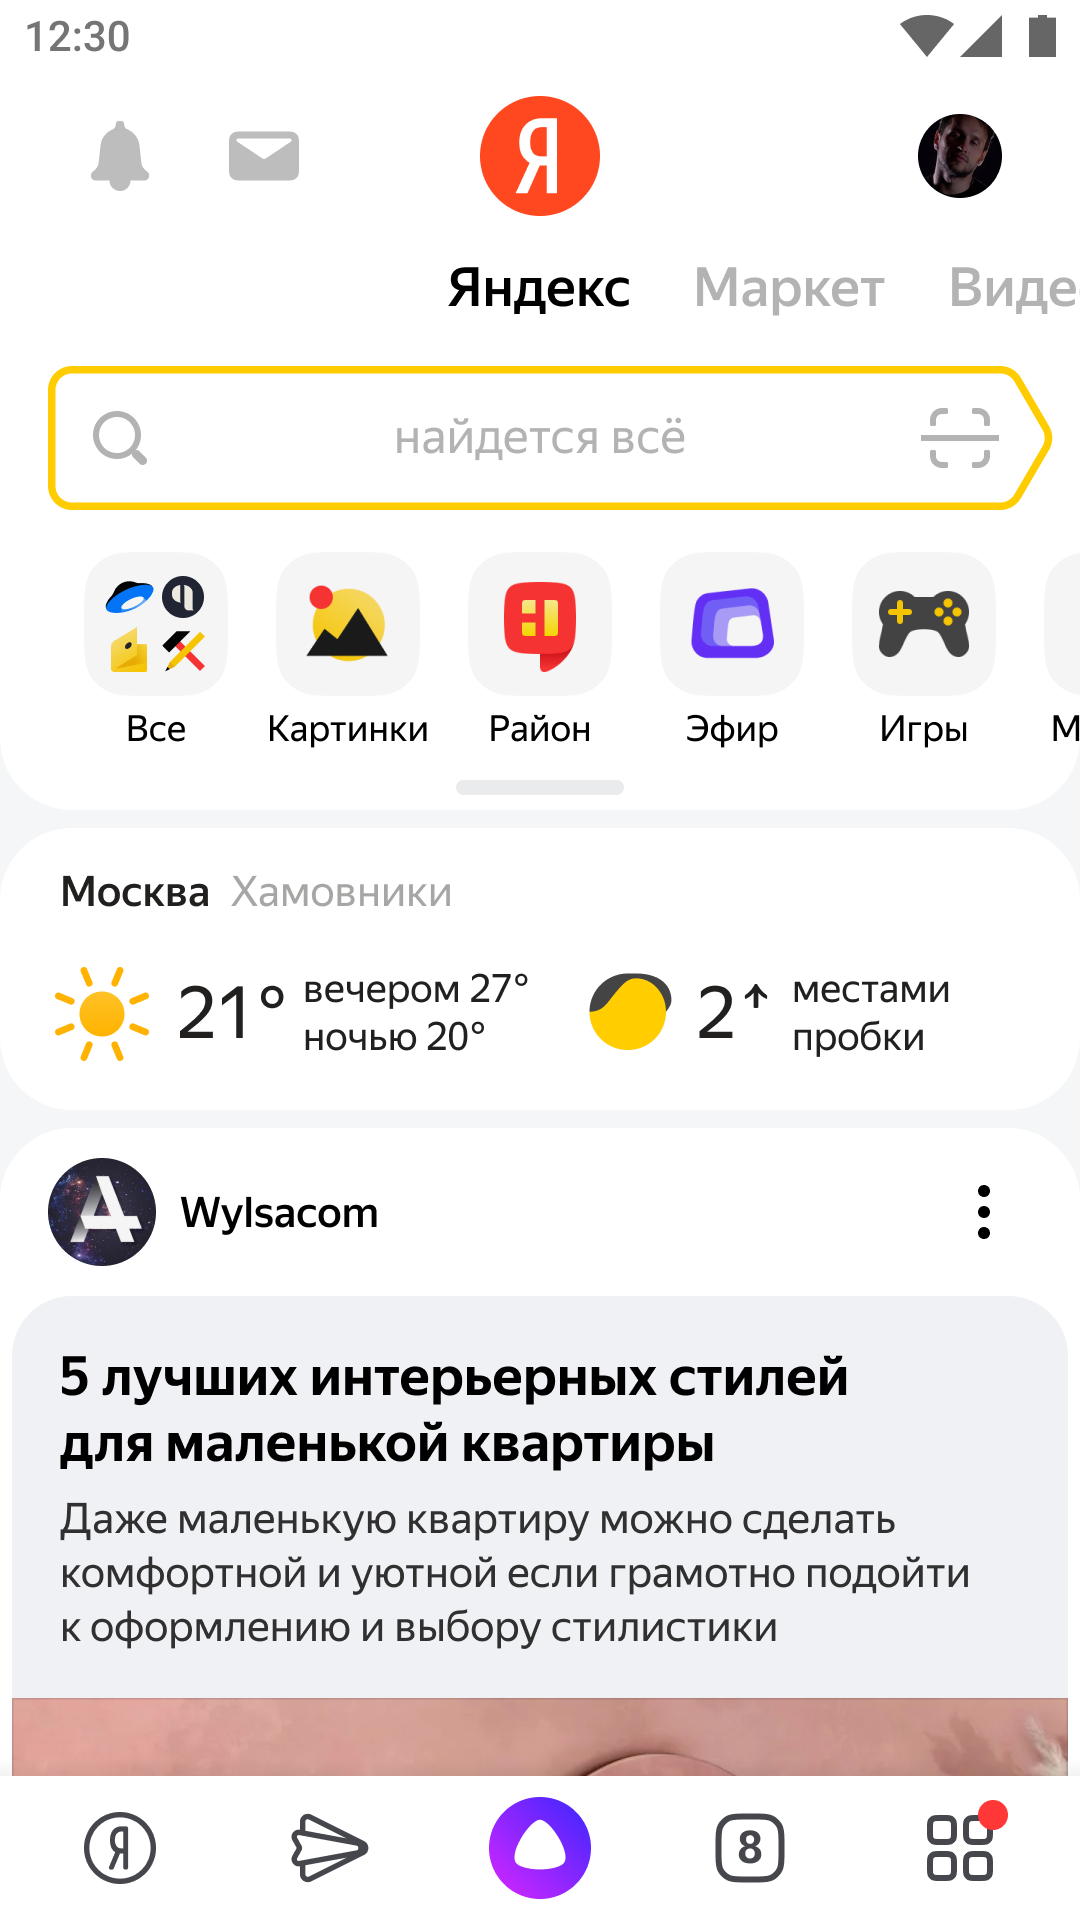 12:30
Я
Яндекс Маркет Виде
найдется всё
Все Картинки Район Эфир Игры М
Москва Хамовники
21° вечером 27° 2↑ местами
ночью 20° пробки
Wylsacom
5 лучших интерьерных стилей
для маленькой квартиры
Даже маленькую квартиру можно сделать
комфортной и уютной если грамотно подойти
к оформлению и выбору стилистики
Я 8